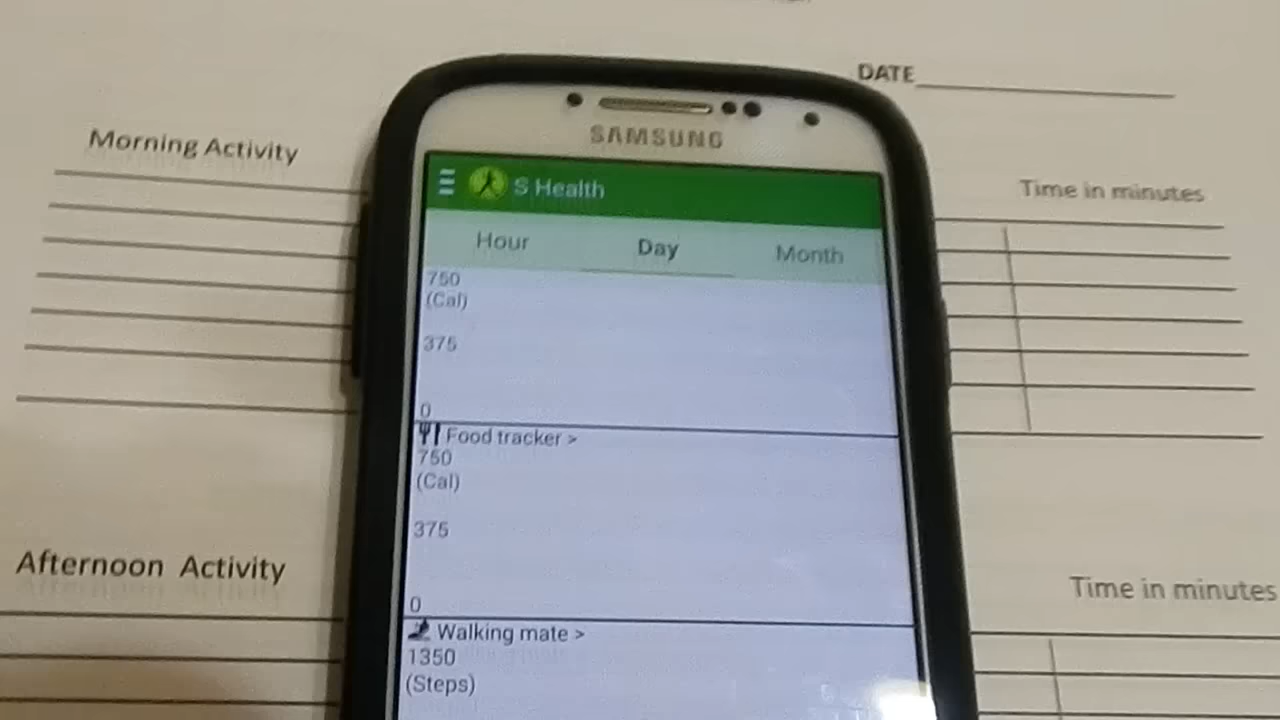 DATE
Morning Activity
Time in minutes
SAMSUNG
S Health
Hour Day Month
750
(Cal)
375
0
Food tracker >
750
(Cal)
375
0
Afternoon Activity
Time in minutes
Walking mate >
1350
(Steps)